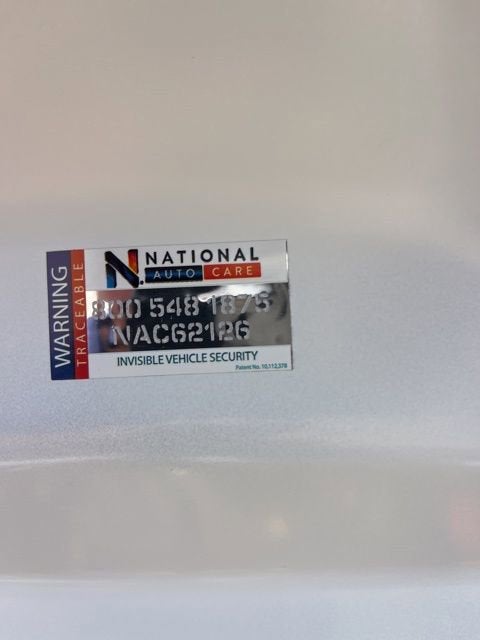 WARNING
TRACEABLE
N.
NATIONAL
AUTO CARE
800 548 1875
NAC62126
INVISIBLE VEHICLE SECURITY
Patent No. 10,112,378